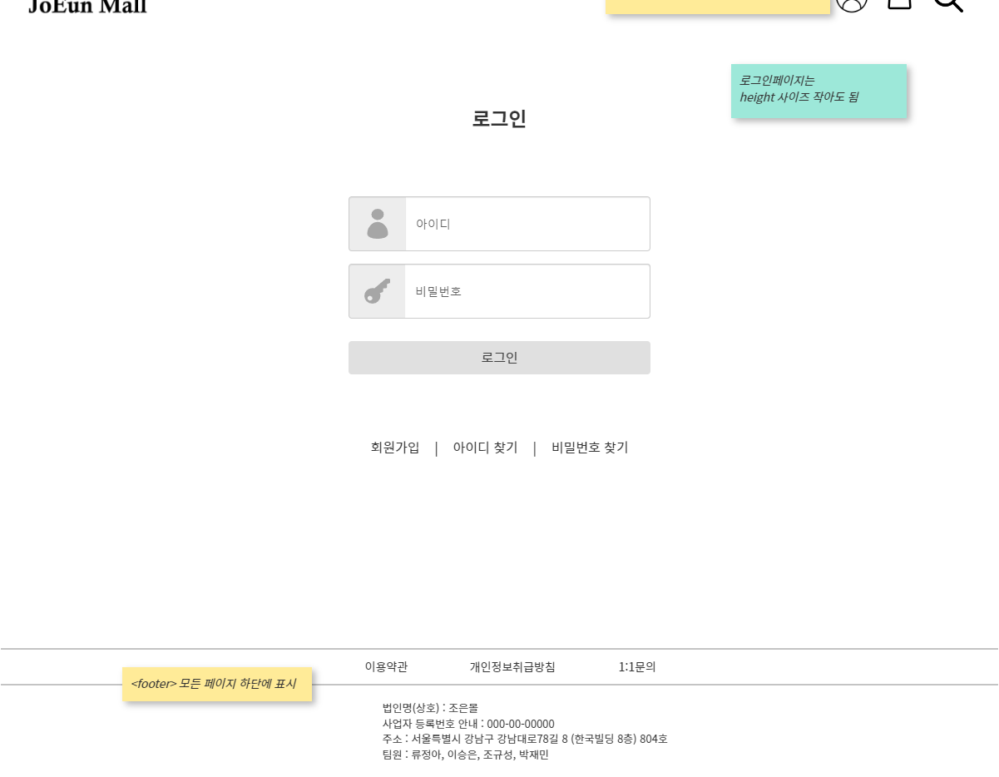 JoEun Mall
로그인페이지는
height 사이즈 작아도 됨
로그인
아이디
비밀번호
로그인
회원가입 | 아이디 찾기 | 비밀번호 찾기
이용약관 개인정보취급방침 1:1문의
<footer> 모든 페이지 하단에 표시
법인명(상호) : 조은몰
사업자 등록번호 안내 : 000-00-00000
주소 : 서울특별시 강남구 강남대로78길 8 (한국빌딩 8층) 804호
팀원 : 류정아, 이승은, 조규성, 박재민